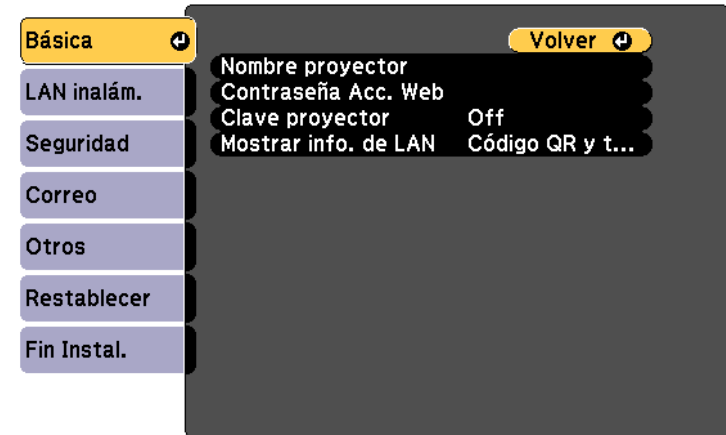 Básica
LAN inalám.
Seguridad
Correo
Otros
Restablecer
Fin Instal.
Volver
Nombre proyector
Contraseña Acc. Web
Clave proyector Off
Mostrar info. de LAN Código QR y t...